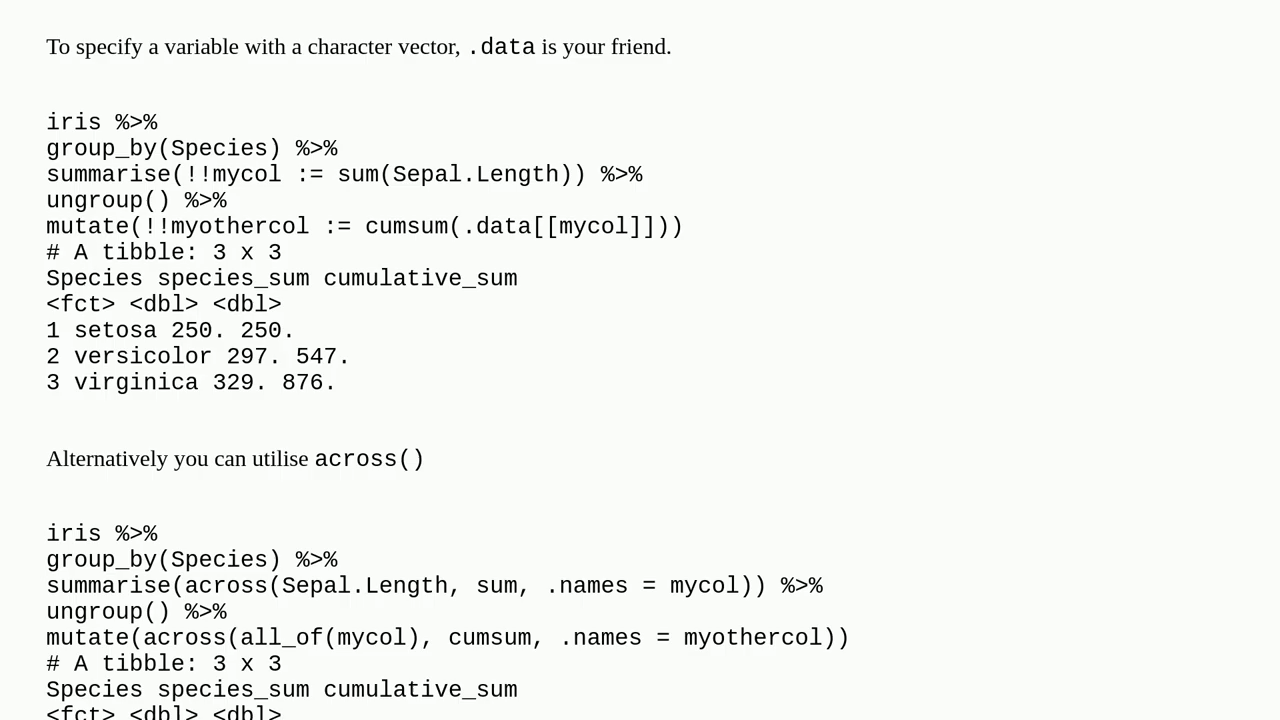 To specify a variable with a character vector, .data is your friend.
iris %>%
group_by(Species) %>%
summarise(!!mycol := sum(Sepal.Length)) %>%
ungroup() %>%
mutate(!!myothercol := cumsum(.data[[mycol]]))
# A tibble: 3 x 3
Species species_sum cumulative_sum
<fct> <dbl> <dbl>
1 setosa 250. 250.
2 versicolor 297. 547.
3 virginica 329. 876.
Alternatively you can utilise across()
iris %>%
group_by(Species) %>%
summarise(across(Sepal.Length, sum, .names = mycol)) %>%
ungroup() %>%
mutate(across(all_of(mycol), cumsum, .names = myothercol))
# A tibble: 3 x 3
Species species_sum cumulative_sum
<fct> <dbl> <dbl>